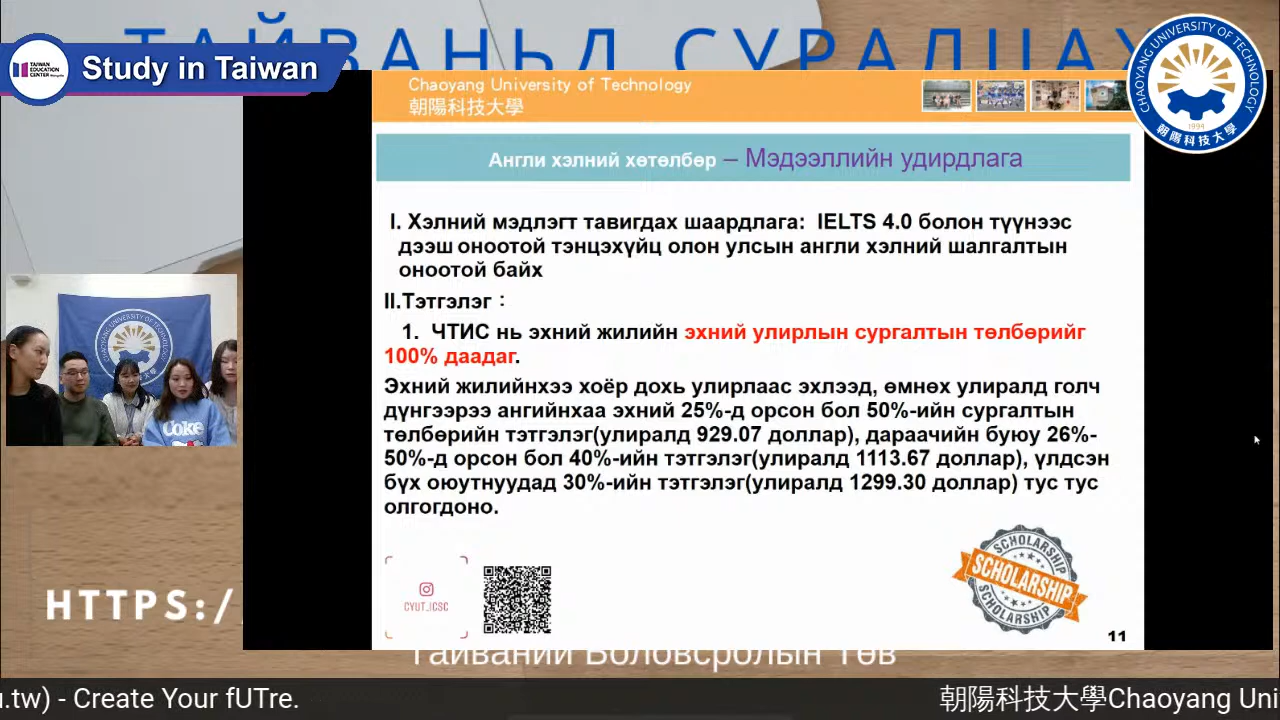 ТАЙВАНЬД СУРАЛЦАХ
TAIWAN EDUCATION CENTER
Study in Taiwan
Chaoyang University of Technology
朝陽科技大學
CHAOYANG UNIVERSITY OF TECHNOLOGY
1994
朝陽科技大學
Англи хэлний хөтөлбөр – Мэдээллийн удирдлага
I. Хэлний мэдлэгт тавигдах шаардлага: IELTS 4.0 болон түүнээс
дээш оноотой тэнцэхүйц олон улсын англи хэлний шалгалтын
оноотой байх
II.Тэтгэлэг：
1. ЧТИС нь эхний жилийн эхний улирлын сургалтын төлбөрийг
100% даадаг.
Эхний жилийнхээ хоёр дохь улирлаас эхлээд, өмнөх улиралд голч
дүнгээрээ ангийнхаа эхний 25%-д орсон бол 50%-ийн сургалтын
төлбөрийн тэтгэлэг(улиралд 929.07 доллар), дараачийн буюу 26%-
50%-д орсон бол 40%-ийн тэтгэлэг(улиралд 1113.67 доллар), үлдсэн
бүх оюутнуудад 30%-ийн тэтгэлэг(улиралд 1299.30 доллар) тус тус
олгогдоно.
Coke
CYUT_ICSC
SCHOLARSHIP
SCHOLARSHIP
SCHOLARSHIP
11
HTTPS:/
Тайваний Боловсролын Төв
u.tw) - Create Your fUTre.
朝陽科技大學Chaoyang Uni